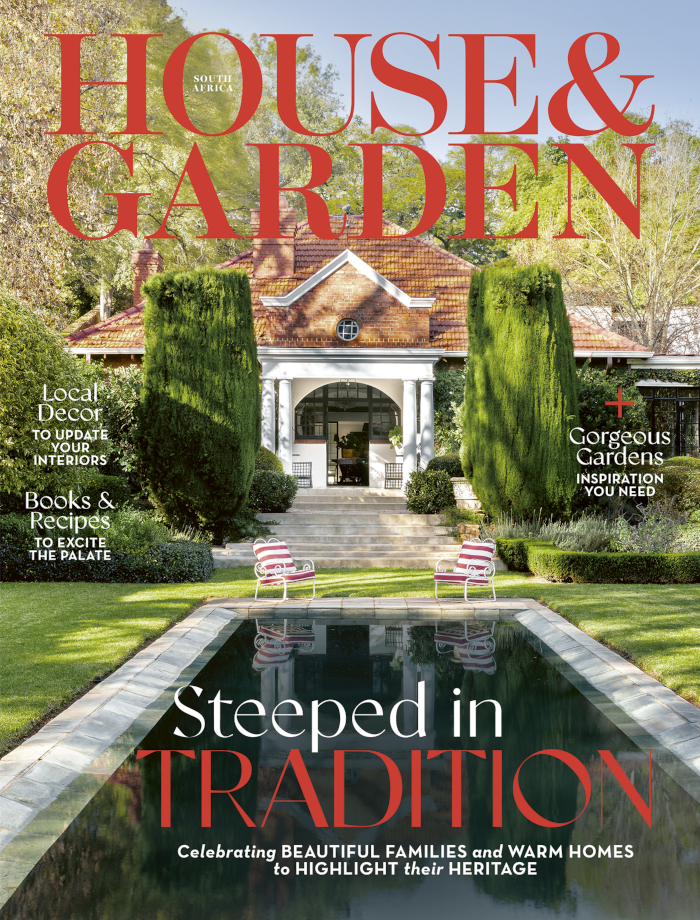 HOUSE&
SOUTH
AFRICA
GARDEN
Local
Decor
TO UPDATE
YOUR
INTERIORS
Books &
Recipes
TO EXCITE
THE PALATE
+
Gorgeous
Gardens
INSPIRATION
YOU NEED
Steeped in
TRADITION
Celebrating BEAUTIFUL FAMILIES and WARM HOMES
to HIGHLIGHT their HERITAGE